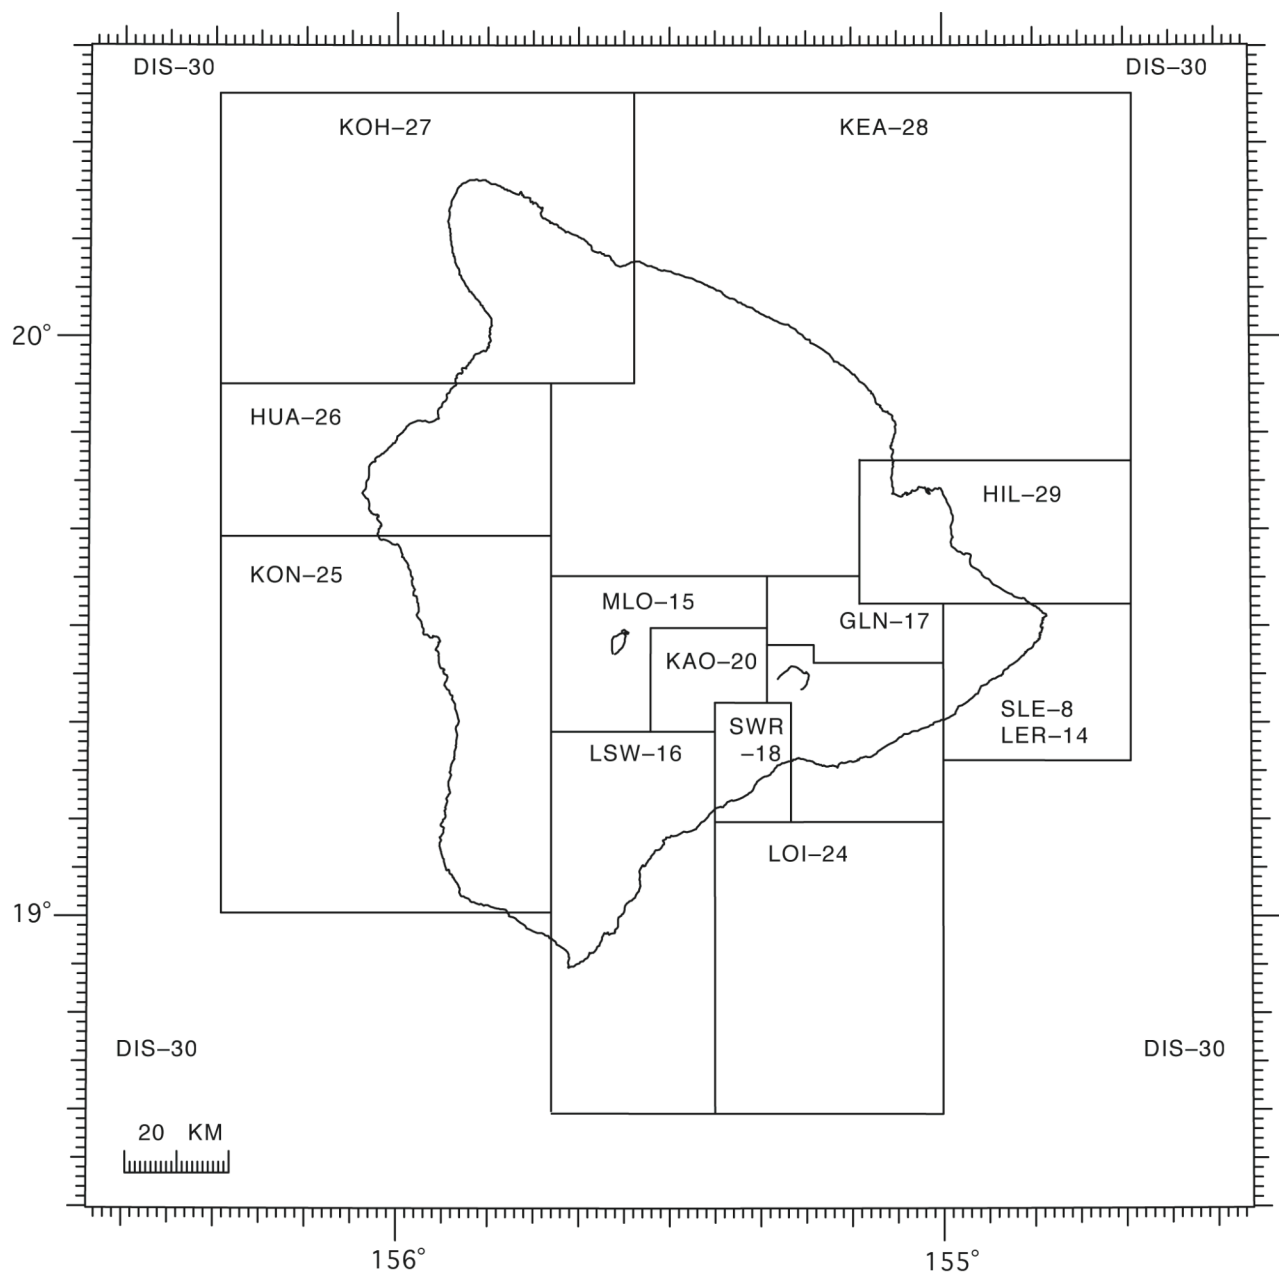 DIS–30
DIS–30
KOH–27
KEA–28
20°
HUA–26
HIL–29
KON–25
MLO–15
GLN–17
KAO–20
SLE–8
LER–14
SWR
–18
LSW–16
LOI–24
19°
DIS–30
DIS–30
20 KM
156°
155°